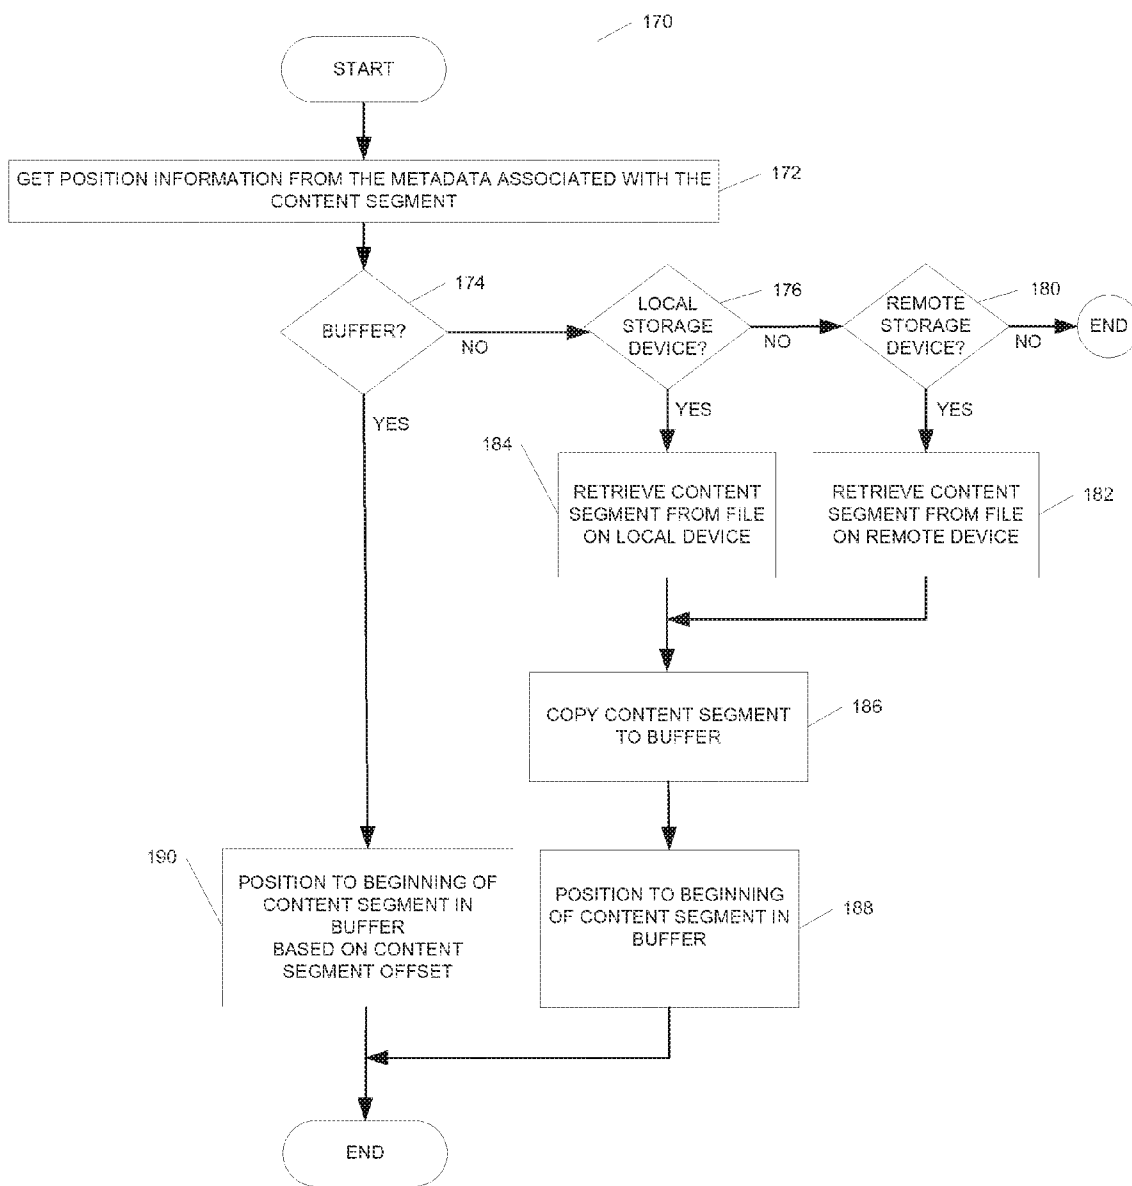 170
START
GET POSITION INFORMATION FROM THE METADATA ASSOCIATED WITH THE
CONTENT SEGMENT
172
174
BUFFER?
NO
YES
LOCAL
STORAGE
DEVICE?
176
NO
YES
REMOTE
STORAGE
DEVICE?
180
NO
YES
END
184
RETRIEVE CONTENT
SEGMENT FROM FILE
ON LOCAL DEVICE
RETRIEVE CONTENT
SEGMENT FROM FILE
ON REMOTE DEVICE
182
COPY CONTENT SEGMENT
TO BUFFER
186
190
POSITION TO BEGINNING OF
CONTENT SEGMENT IN
BUFFER
BASED ON CONTENT
SEGMENT OFFSET
POSITION TO BEGINNING
OF CONTENT SEGMENT IN
BUFFER
188
END